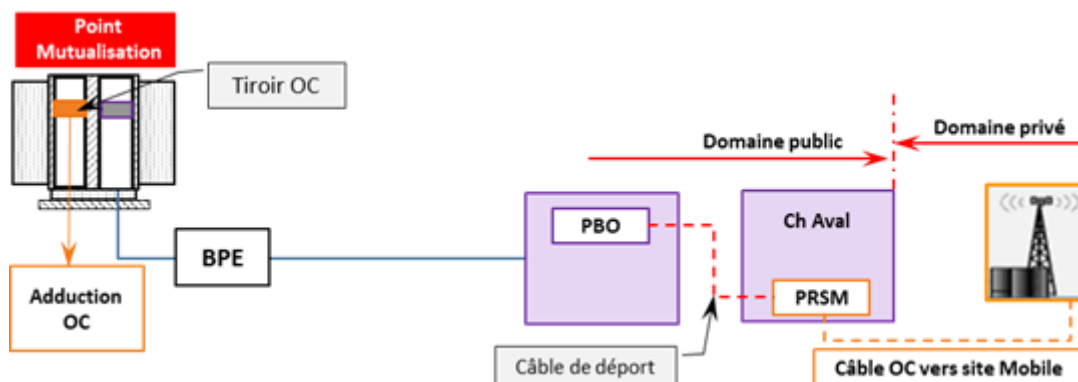 Point
Mutualisation
Tiroir OC
Domaine public
Domaine privé
PBO
Ch Aval
BPE
PRSM
Adduction
OC
Câble de déport
Câble OC vers site Mobile